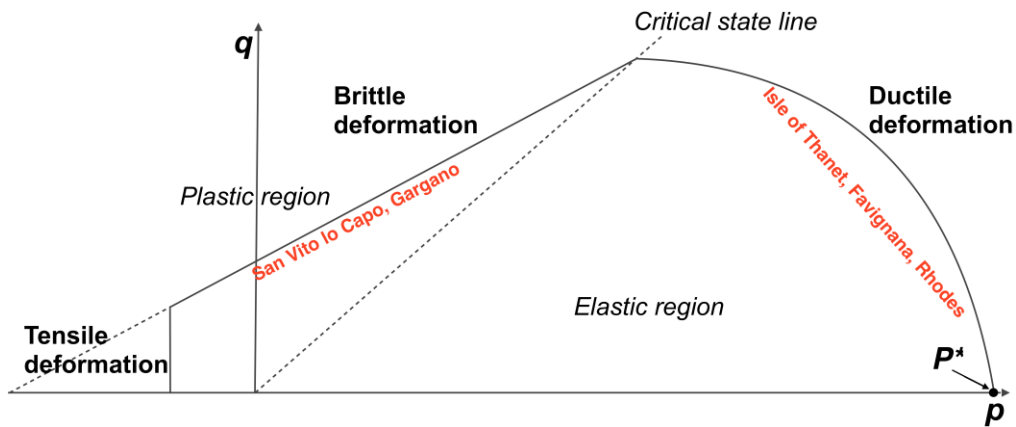 Critical state line
q
Brittle
deformation
Ductile
deformation
Isle of Thanet, Favignana, Rhodes
Plastic region
San Vito lo Capo, Gargano
Elastic region
Tensile
deformation
P*
p